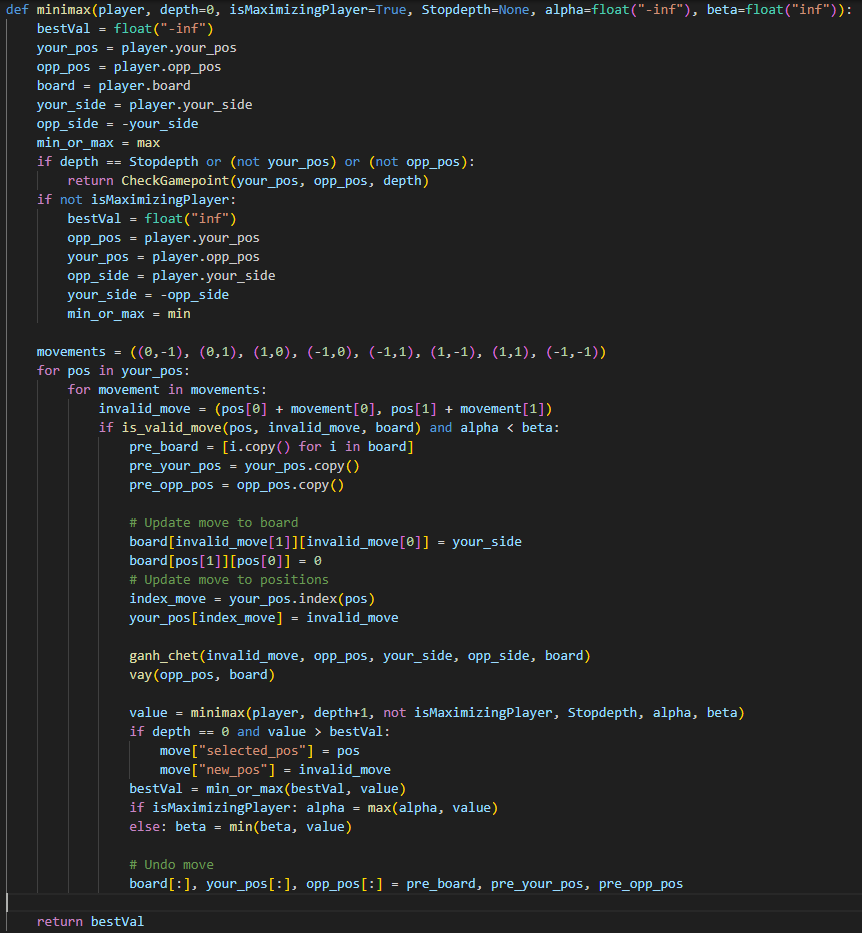 def minimax(player, depth=0, isMaximizingPlayer=True, Stopdepth=None, alpha=float("-inf"), beta=float("inf")):
    bestVal = float("-inf")
    your_pos = player.your_pos
    opp_pos = player.opp_pos
    board = player.board
    your_side = player.your_side
    opp_side = -your_side
    min_or_max = max
    if depth == Stopdepth or (not your_pos) or (not opp_pos):
        return CheckGamepoint(your_pos, opp_pos, depth)
    if not isMaximizingPlayer:
        bestVal = float("inf")
        opp_pos = player.your_pos
        your_pos = player.opp_pos
        opp_side = player.your_side
        your_side = -opp_side
        min_or_max = min

    movements = ((0,-1), (0,1), (1,0), (-1,0), (-1,1), (1,-1), (1,1), (-1,-1))
    for pos in your_pos:
        for movement in movements:
            invalid_move = (pos[0] + movement[0], pos[1] + movement[1])
            if is_valid_move(pos, invalid_move, board) and alpha < beta:
                pre_board = [i.copy() for i in board]
                pre_your_pos = your_pos.copy()
                pre_opp_pos = opp_pos.copy()

                # Update move to board
                board[invalid_move[1]][invalid_move[0]] = your_side
                board[pos[1]][pos[0]] = 0
                # Update move to positions
                index_move = your_pos.index(pos)
                your_pos[index_move] = invalid_move

                ganh_chet(invalid_move, opp_pos, your_side, opp_side, board)
                vay(opp_pos, board)

                value = minimax(player, depth+1, not isMaximizingPlayer, Stopdepth, alpha, beta)
                if depth == 0 and value > bestVal:
                    move["selected_pos"] = pos
                    move["new_pos"] = invalid_move
                bestVal = min_or_max(bestVal, value)
                if isMaximizingPlayer: alpha = max(alpha, value)
                else: beta = min(beta, value)

                # Undo move
                board[:], your_pos[:], opp_pos[:] = pre_board, pre_your_pos, pre_opp_pos

    return bestVal